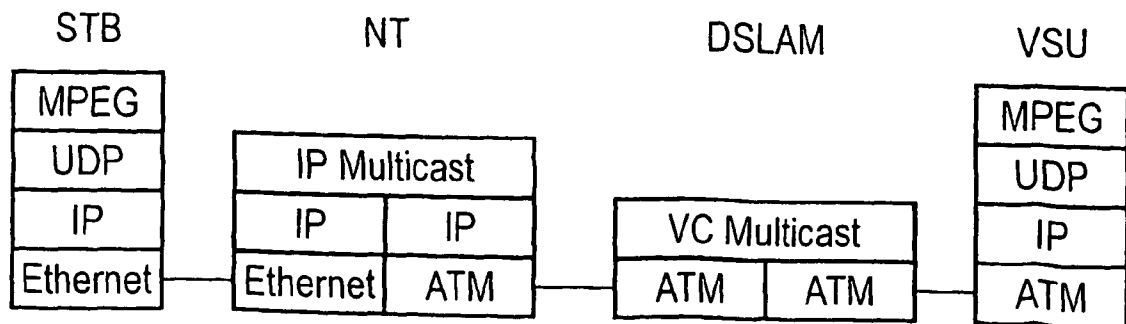 STB NT DSLAM VSU
MPEG MPEG
UDP IP Multicast UDP
IP IP IP VC Multicast IP
Ethernet Ethernet ATM ATM ATM ATM